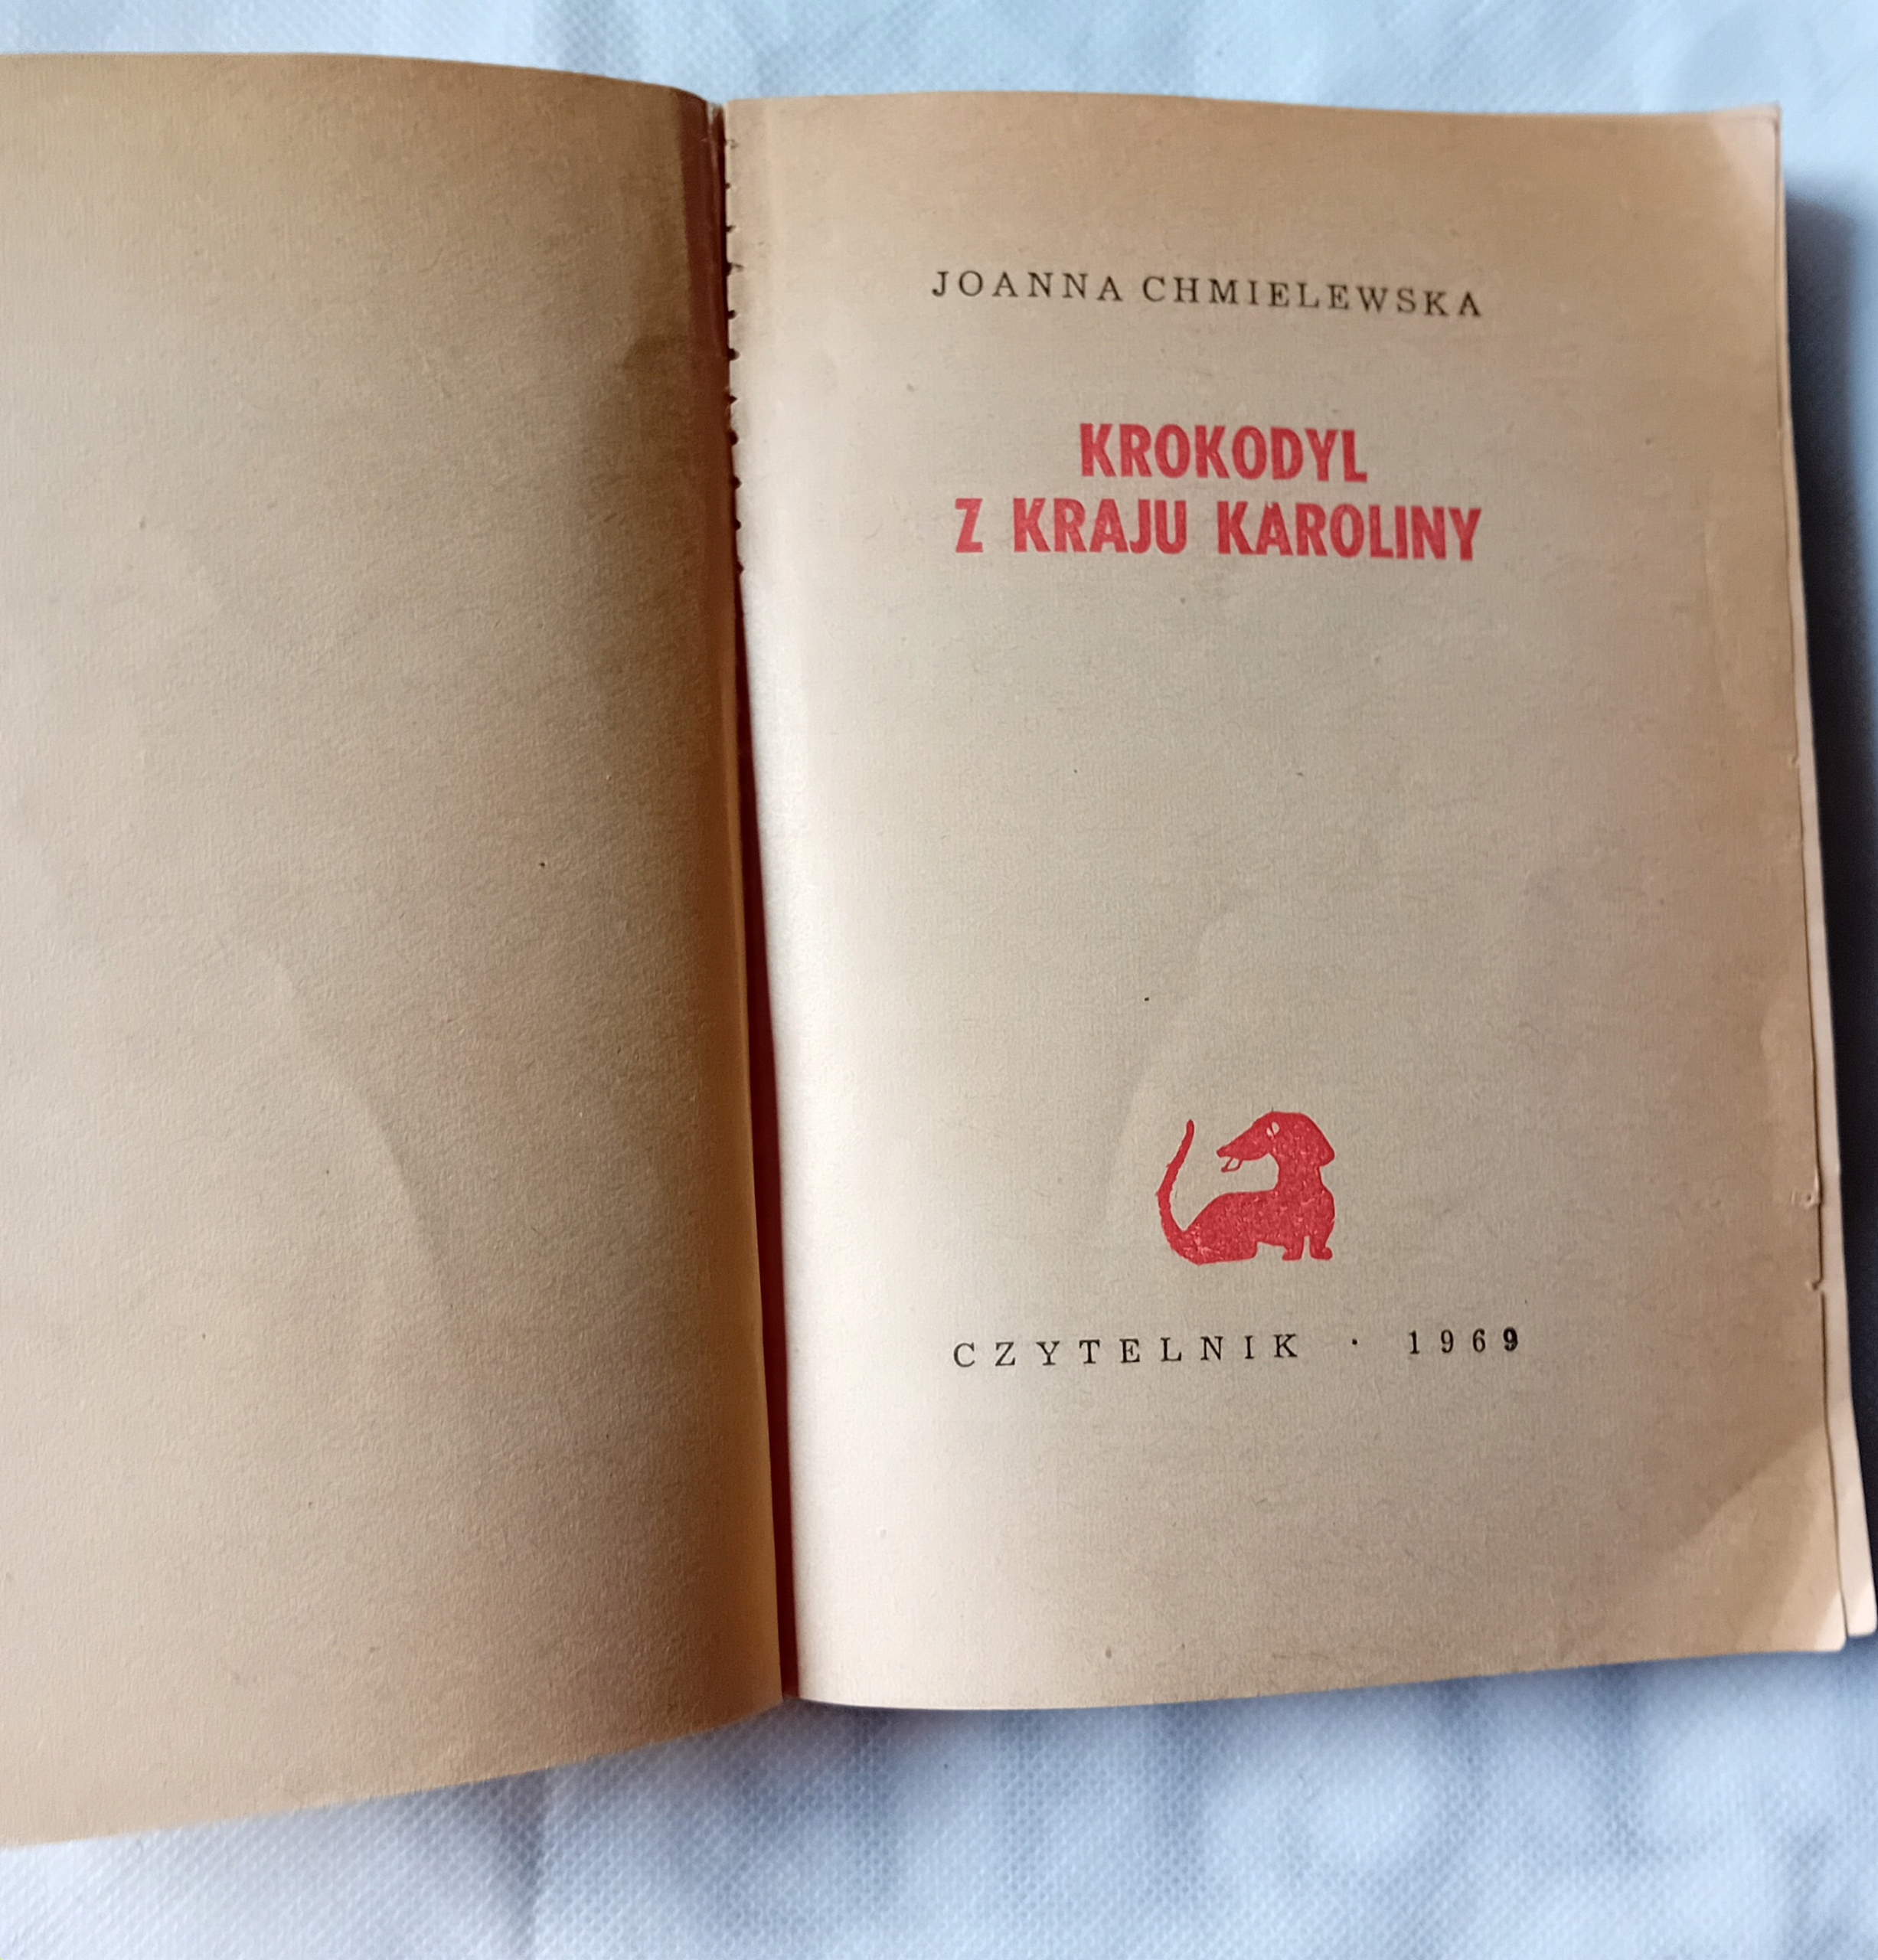 JOANNA CHMIELEWSKA
KROKODYL
Z KRAJU KAROLINY
CZYTELNIK · 1969